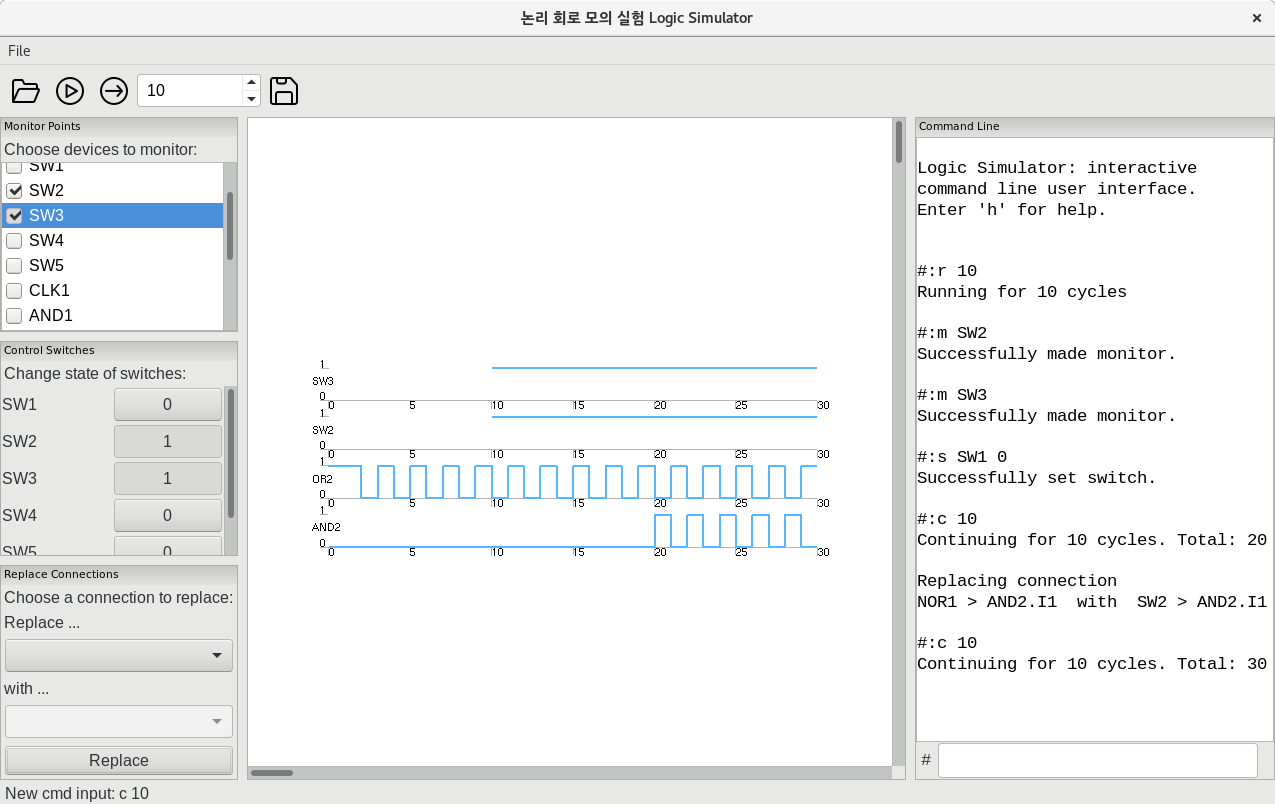 논리 회로 모의 실험 Logic Simulator
File
10
Monitor Points
Choose devices to monitor:
SW1
SW2
SW3
SW4
SW5
CLK1
AND1
Control Switches
Change state of switches:
SW1 0
SW2 1
SW3 1
SW4 0
SW5 0
Replace Connections
Choose a connection to replace:
Replace ...
with ...
Replace
1
SW3
0
0 5 10 15 20 25 30
1
SW2
0
0 5 10 15 20 25 30
1
OR2
0
0 5 10 15 20 25 30
1
AND2
0
0 5 10 15 20 25 30
Command Line
Logic Simulator: interactive
command line user interface.
Enter 'h' for help.
#:r 10
Running for 10 cycles
#:m SW2
Successfully made monitor.
#:m SW3
Successfully made monitor.
#:s SW1 0
Successfully set switch.
#:c 10
Continuing for 10 cycles. Total: 20
Replacing connection
NOR1 > AND2.I1  with  SW2 > AND2.I1
#:c 10
Continuing for 10 cycles. Total: 30
#
New cmd input: c 10